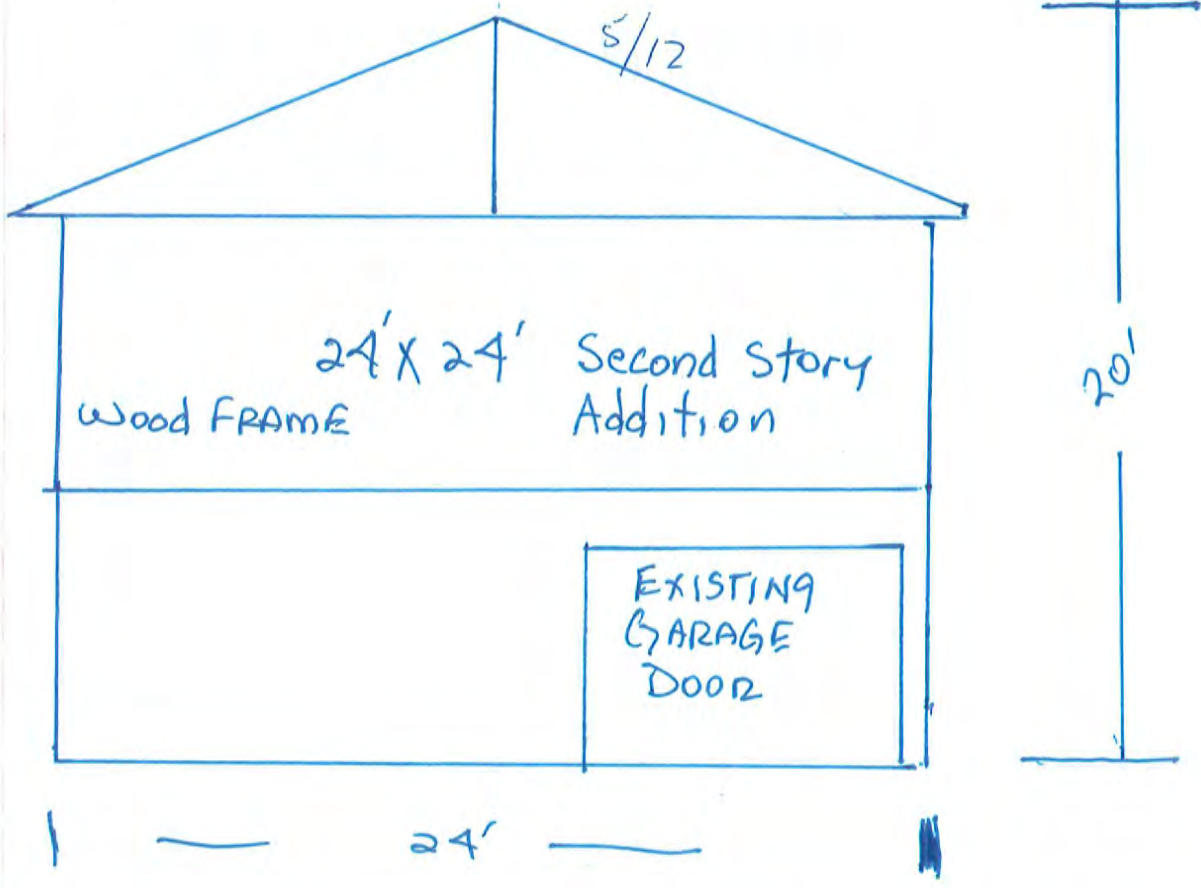 5/12
24' X 24' Second Story
Wood FRAME Addition
20'
EXISTING
GARAGE
DOOR
24'